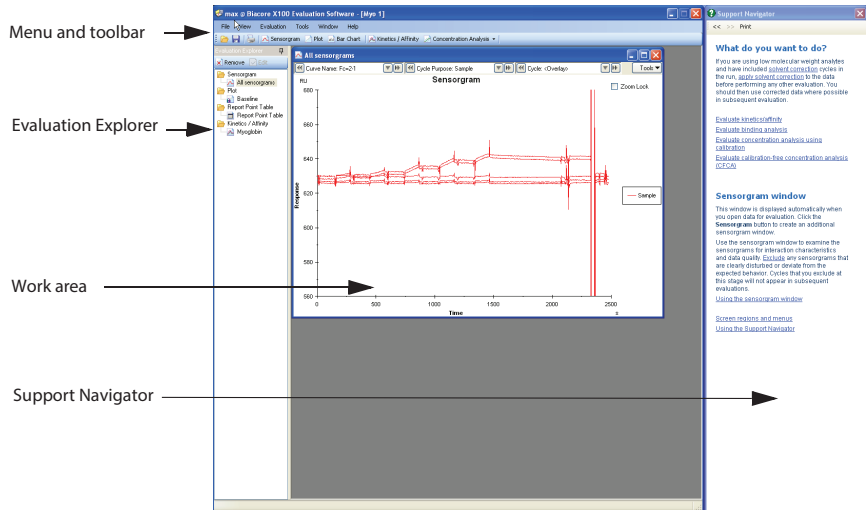 Menu and toolbar
Evaluation Explorer
Work area
Support Navigator
max @ Biacore X100 Evaluation Software - [Myo 1]
File View Evaluation Tools Window Help
Sensorgram Plot Bar Chart Kinetics / Affinity Concentration Analysis
Evaluation Explorer
Remove Edit
Sensorgram
All sensorgrams
Plot
Baseline
Report Point Table
Report Point Table
Kinetics / Affinity
Myoglobin
All sensorgrams
Curve Name: Fc=2-1 Cycle Purpose: Sample Cycle: <Overlay> Tools
Sensorgram
RU
Zoom Lock
680
660
640
620
600
580
560
Response
Sample
0 500 1000 1500 2000 2500
Time s
Support Navigator
<< >> Print
What do you want to do?
If you are using low molecular weight analytes
and have included solvent correction cycles in
the run, apply solvent correction to the data
before performing any other evaluation. You
should then use corrected data where possible
in subsequent evaluation.
Evaluate kinetics/affinity
Evaluate binding analysis
Evaluate concentration analysis using
calibration
Evaluate calibration-free concentration analysis
(CFCA)
Sensorgram window
This window is displayed automatically when
you open data for evaluation. Click the
Sensorgram button to create an additional
sensorgram window.
Use the sensorgram window to examine the
sensorgrams for interaction characteristics
and data quality. Exclude any sensorgrams that
are clearly disturbed or deviate from the
expected behavior. Cycles that you exclude at
this stage will not appear in subsequent
evaluations.
Using the sensorgram window
Screen regions and menus
Using the Support Navigator